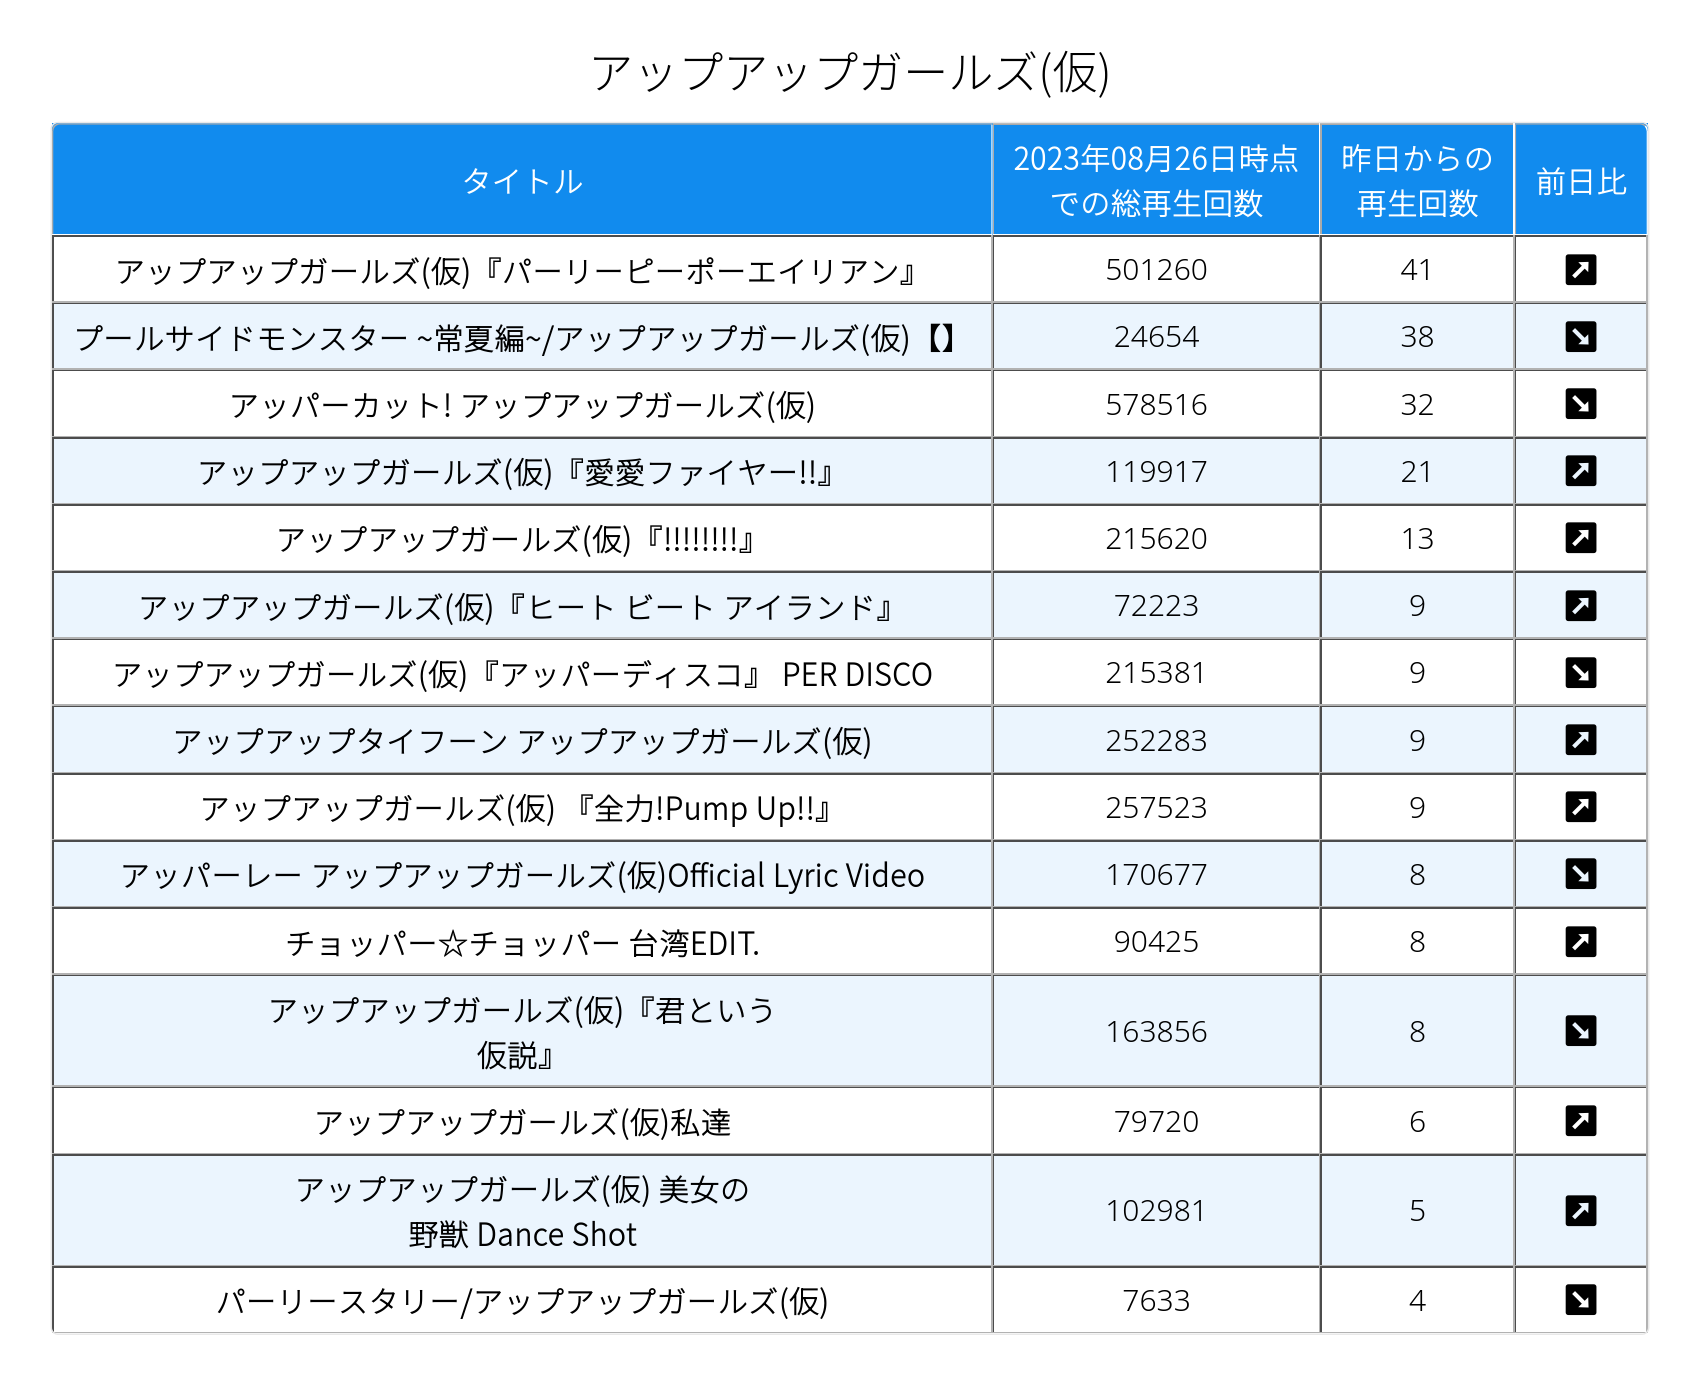 アップアップガールズ(仮)
タイトル
2023年08月26日時点
での総再生回数
昨日からの
再生回数
前日比
アップアップガールズ(仮)『パーリーピーポーエイリアン』 501260 41
プールサイドモンスター ~常夏編~/アップアップガールズ(仮)【】 24654 38
アッパーカット! アップアップガールズ(仮) 578516 32
アップアップガールズ(仮)『愛愛ファイヤー!!』 119917 21
アップアップガールズ(仮)『!!!!!!!!』 215620 13
アップアップガールズ(仮)『ヒート ビート アイランド』 72223 9
アップアップガールズ(仮)『アッパーディスコ』 PER DISCO 215381 9
アップアップタイフーン アップアップガールズ(仮) 252283 9
アップアップガールズ(仮) 『全力!Pump Up!!』 257523 9
アッパーレー アップアップガールズ(仮)Official Lyric Video 170677 8
チョッパー☆チョッパー 台湾EDIT. 90425 8
アップアップガールズ(仮)『君という
仮説』 163856 8
アップアップガールズ(仮)私達 79720 6
アップアップガールズ(仮) 美女の
野獣 Dance Shot 102981 5
パーリースタリー/アップアップガールズ(仮) 7633 4